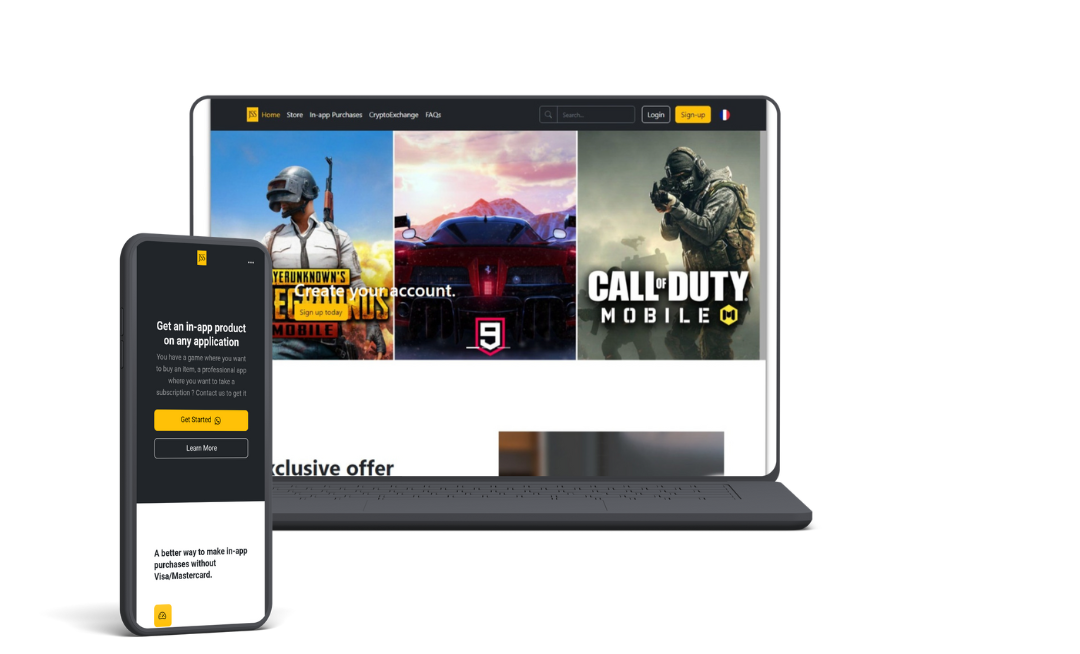 Home Store In-app Purchases CryptoExchange FAQs Search... Login Sign-up
YERUNKNOWN'S
MOBILE
Create your account.
Sign up today
9
CALL OF DUTY
MOBILE
xclusive offer
Get an in-app product
on any application
You have a game where you want
to buy an item, a professional app
where you want to take a
subscription ? Contact us to get it
Get Started
Learn More
A better way to make in-app
purchases without
Visa/Mastercard.